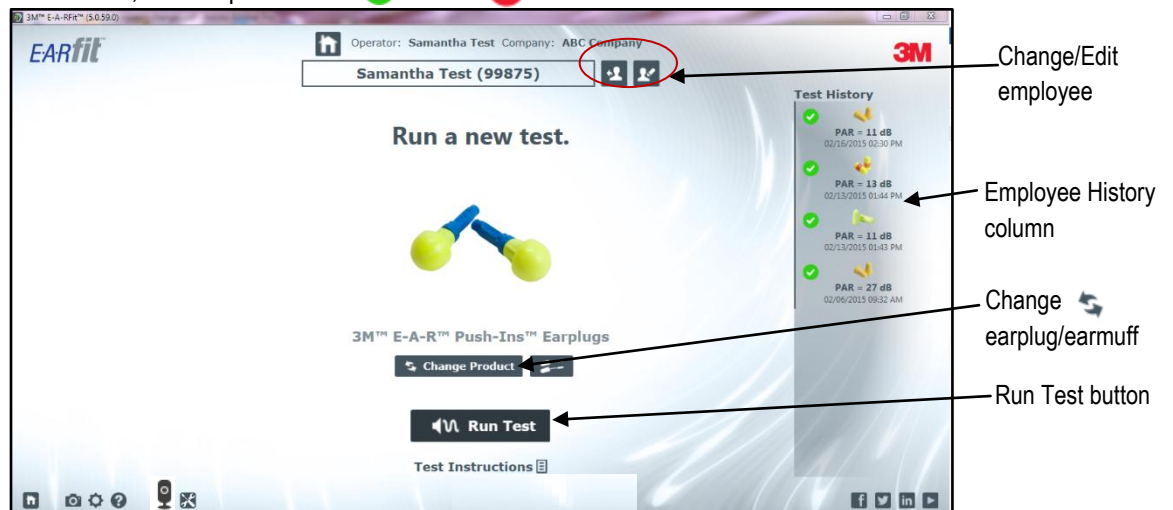 3M™ E-A-RFit™ (5.0.59.0)
EARfit
Operator: Samantha Test Company: ABC Company
3M
Samantha Test (99875)
Change/Edit
employee
Test History
Run a new test.
PAR = 11 dB
02/16/2015 02:30 PM
PAR = 13 dB
02/13/2015 01:44 PM
Employee History
column
PAR = 11 dB
02/13/2015 01:43 PM
PAR = 27 dB
02/06/2015 09:32 AM
Change
earplug/earmuff
3M™ E-A-R™ Push-Ins™ Earplugs
Change Product
Run Test button
Run Test
Test Instructions